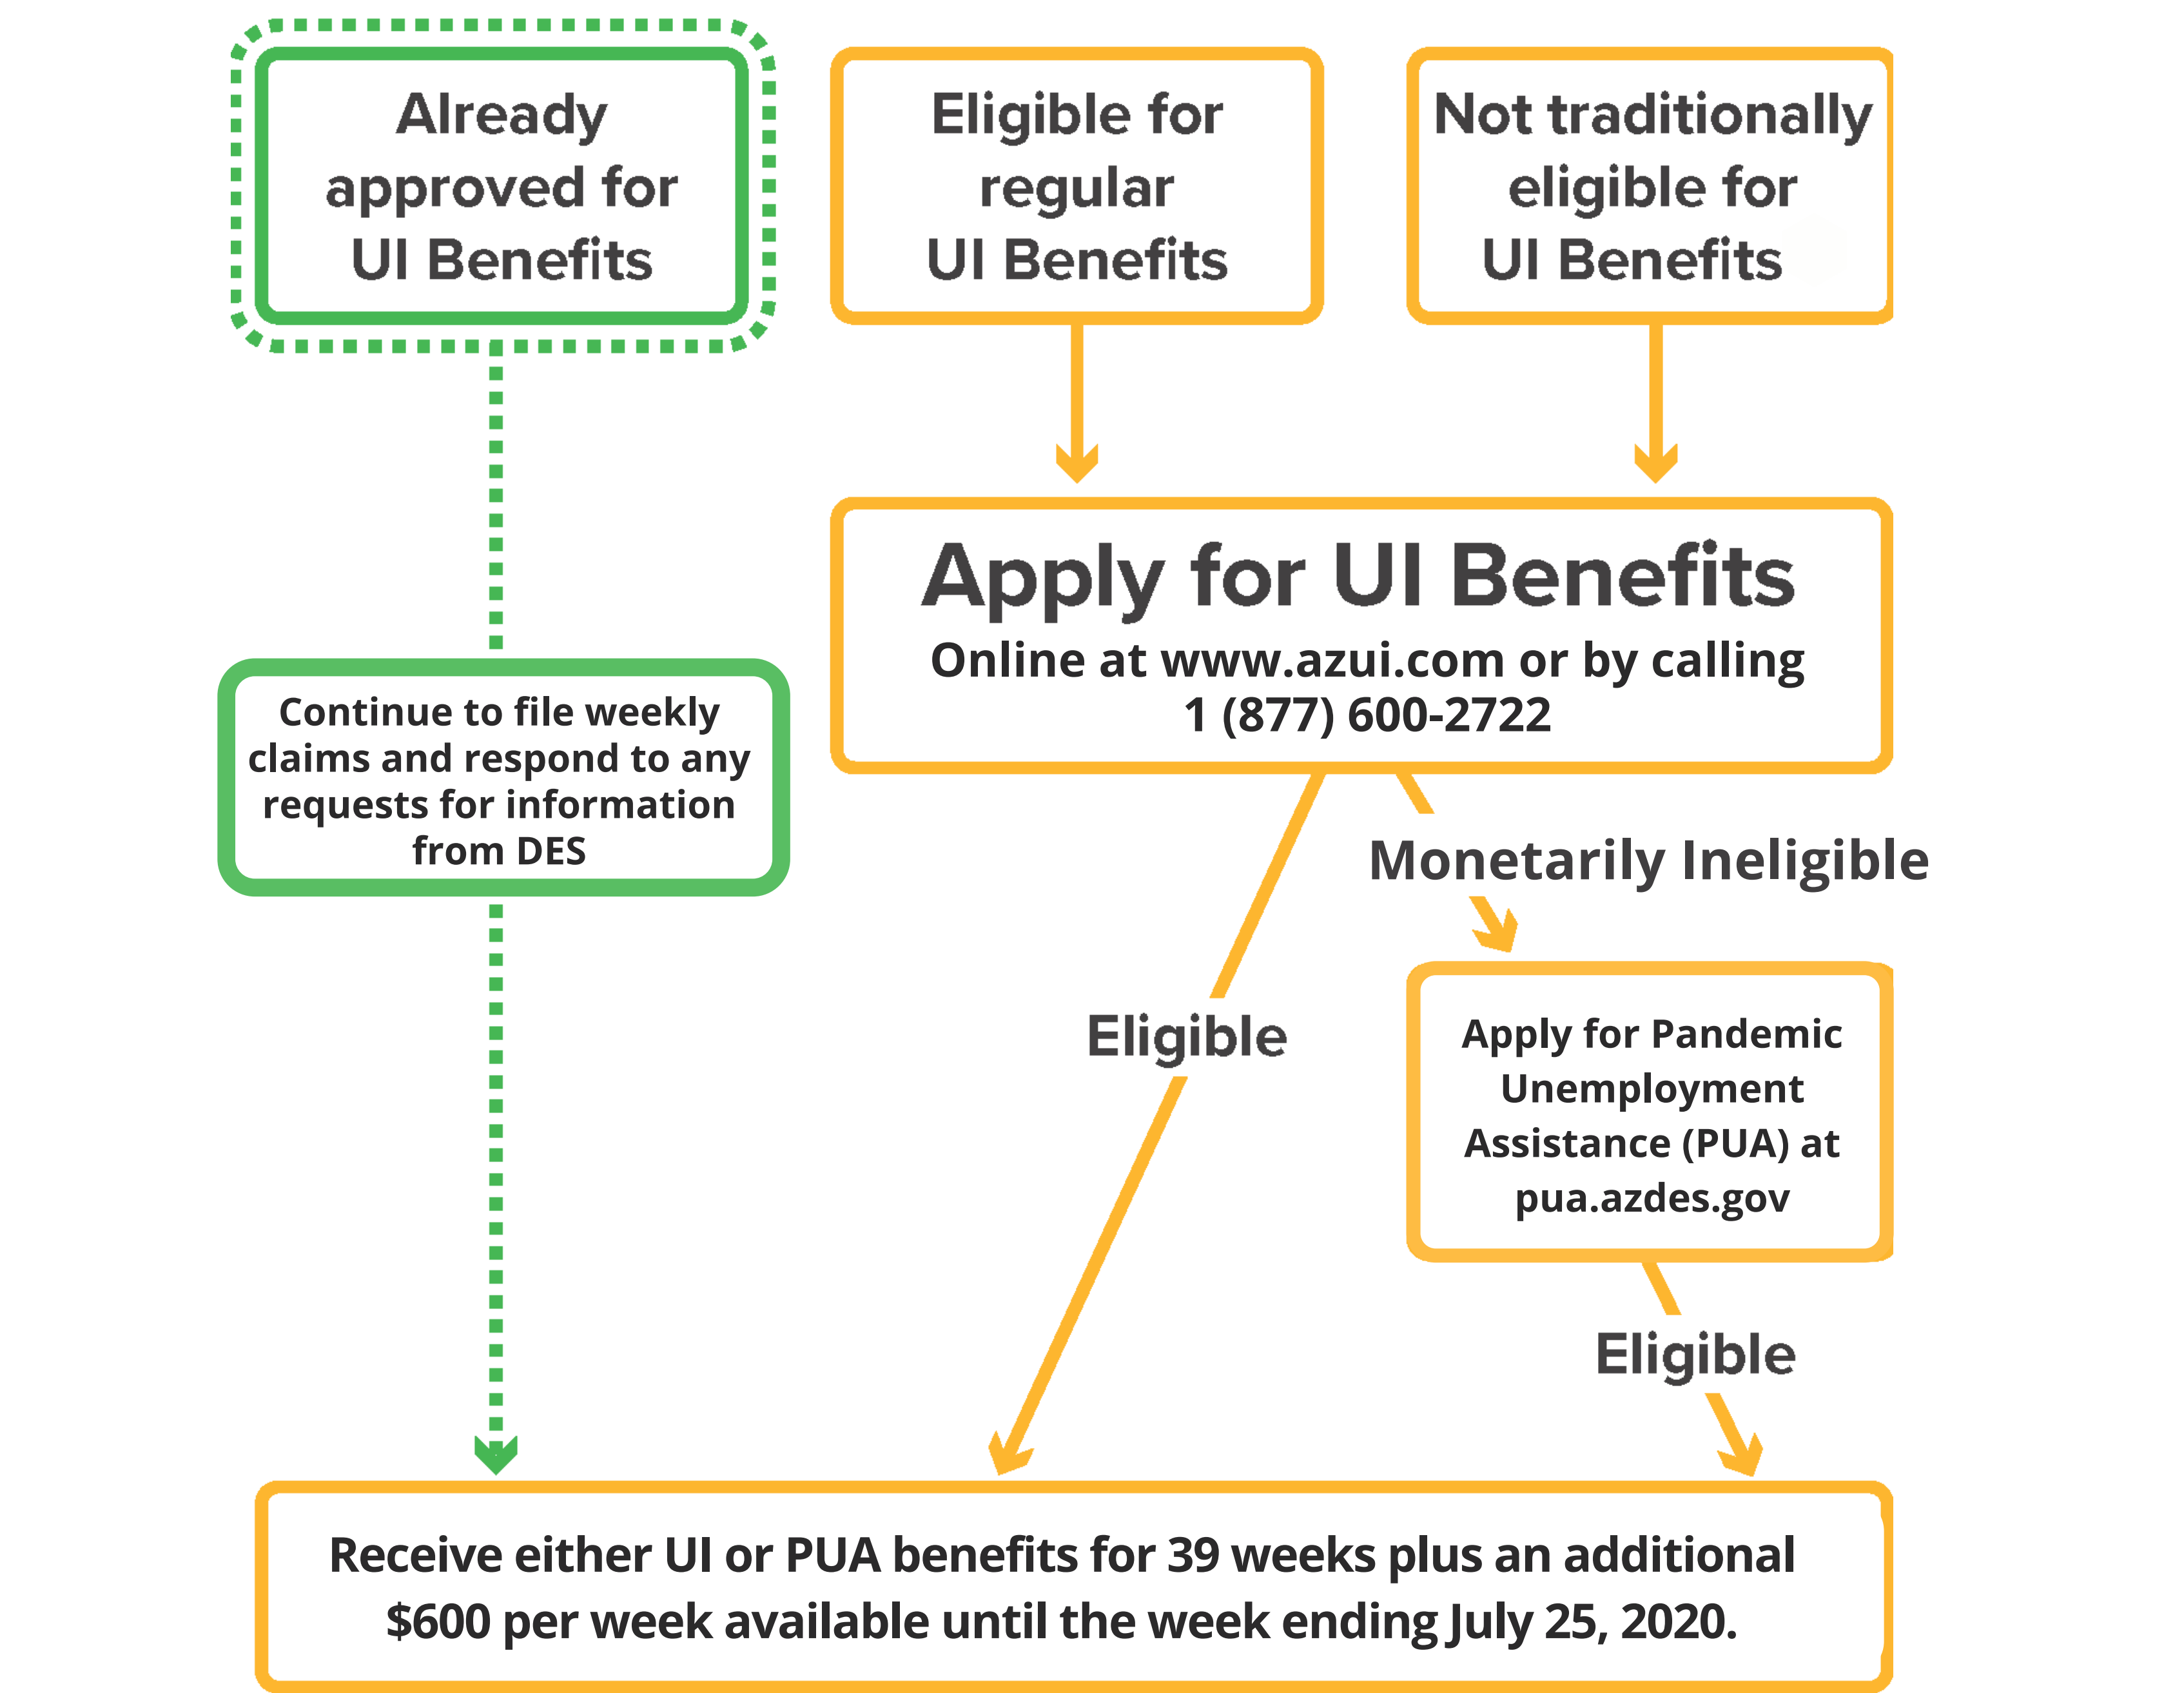 Already
approved for
UI Benefits
Eligible for
regular
UI Benefits
Not traditionally
eligible for
UI Benefits
Apply for UI Benefits
Online at www.azui.com or by calling
1 (877) 600-2722
Continue to file weekly
claims and respond to any
requests for information
from DES
Monetarily Ineligible
Eligible
Apply for Pandemic
Unemployment
Assistance (PUA) at
pua.azdes.gov
Eligible
Receive either UI or PUA benefits for 39 weeks plus an additional
$600 per week available until the week ending July 25, 2020.